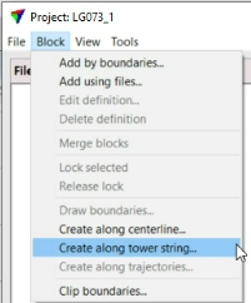 Project: LG073_1
File Block View Tools
File
Add by boundaries...
Add using files...
Edit definition...
Delete definition
Merge blocks
Lock selected
Release lock
Draw boundaries...
Create along centerline...
Create along tower string...
Create along trajectories...
Clip boundaries...